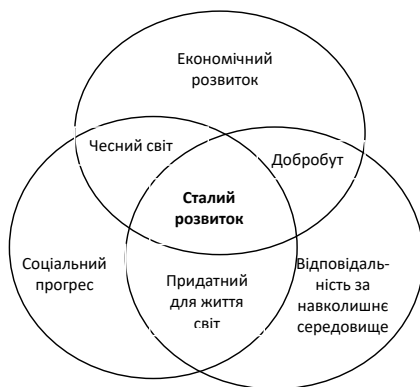 Економічний
розвиток
Чесний світ
Добробут
Сталий
розвиток
Соціальний
прогрес
Придатний
для життя
світ
Відповідаль-
ність за
навколишнє
середовище